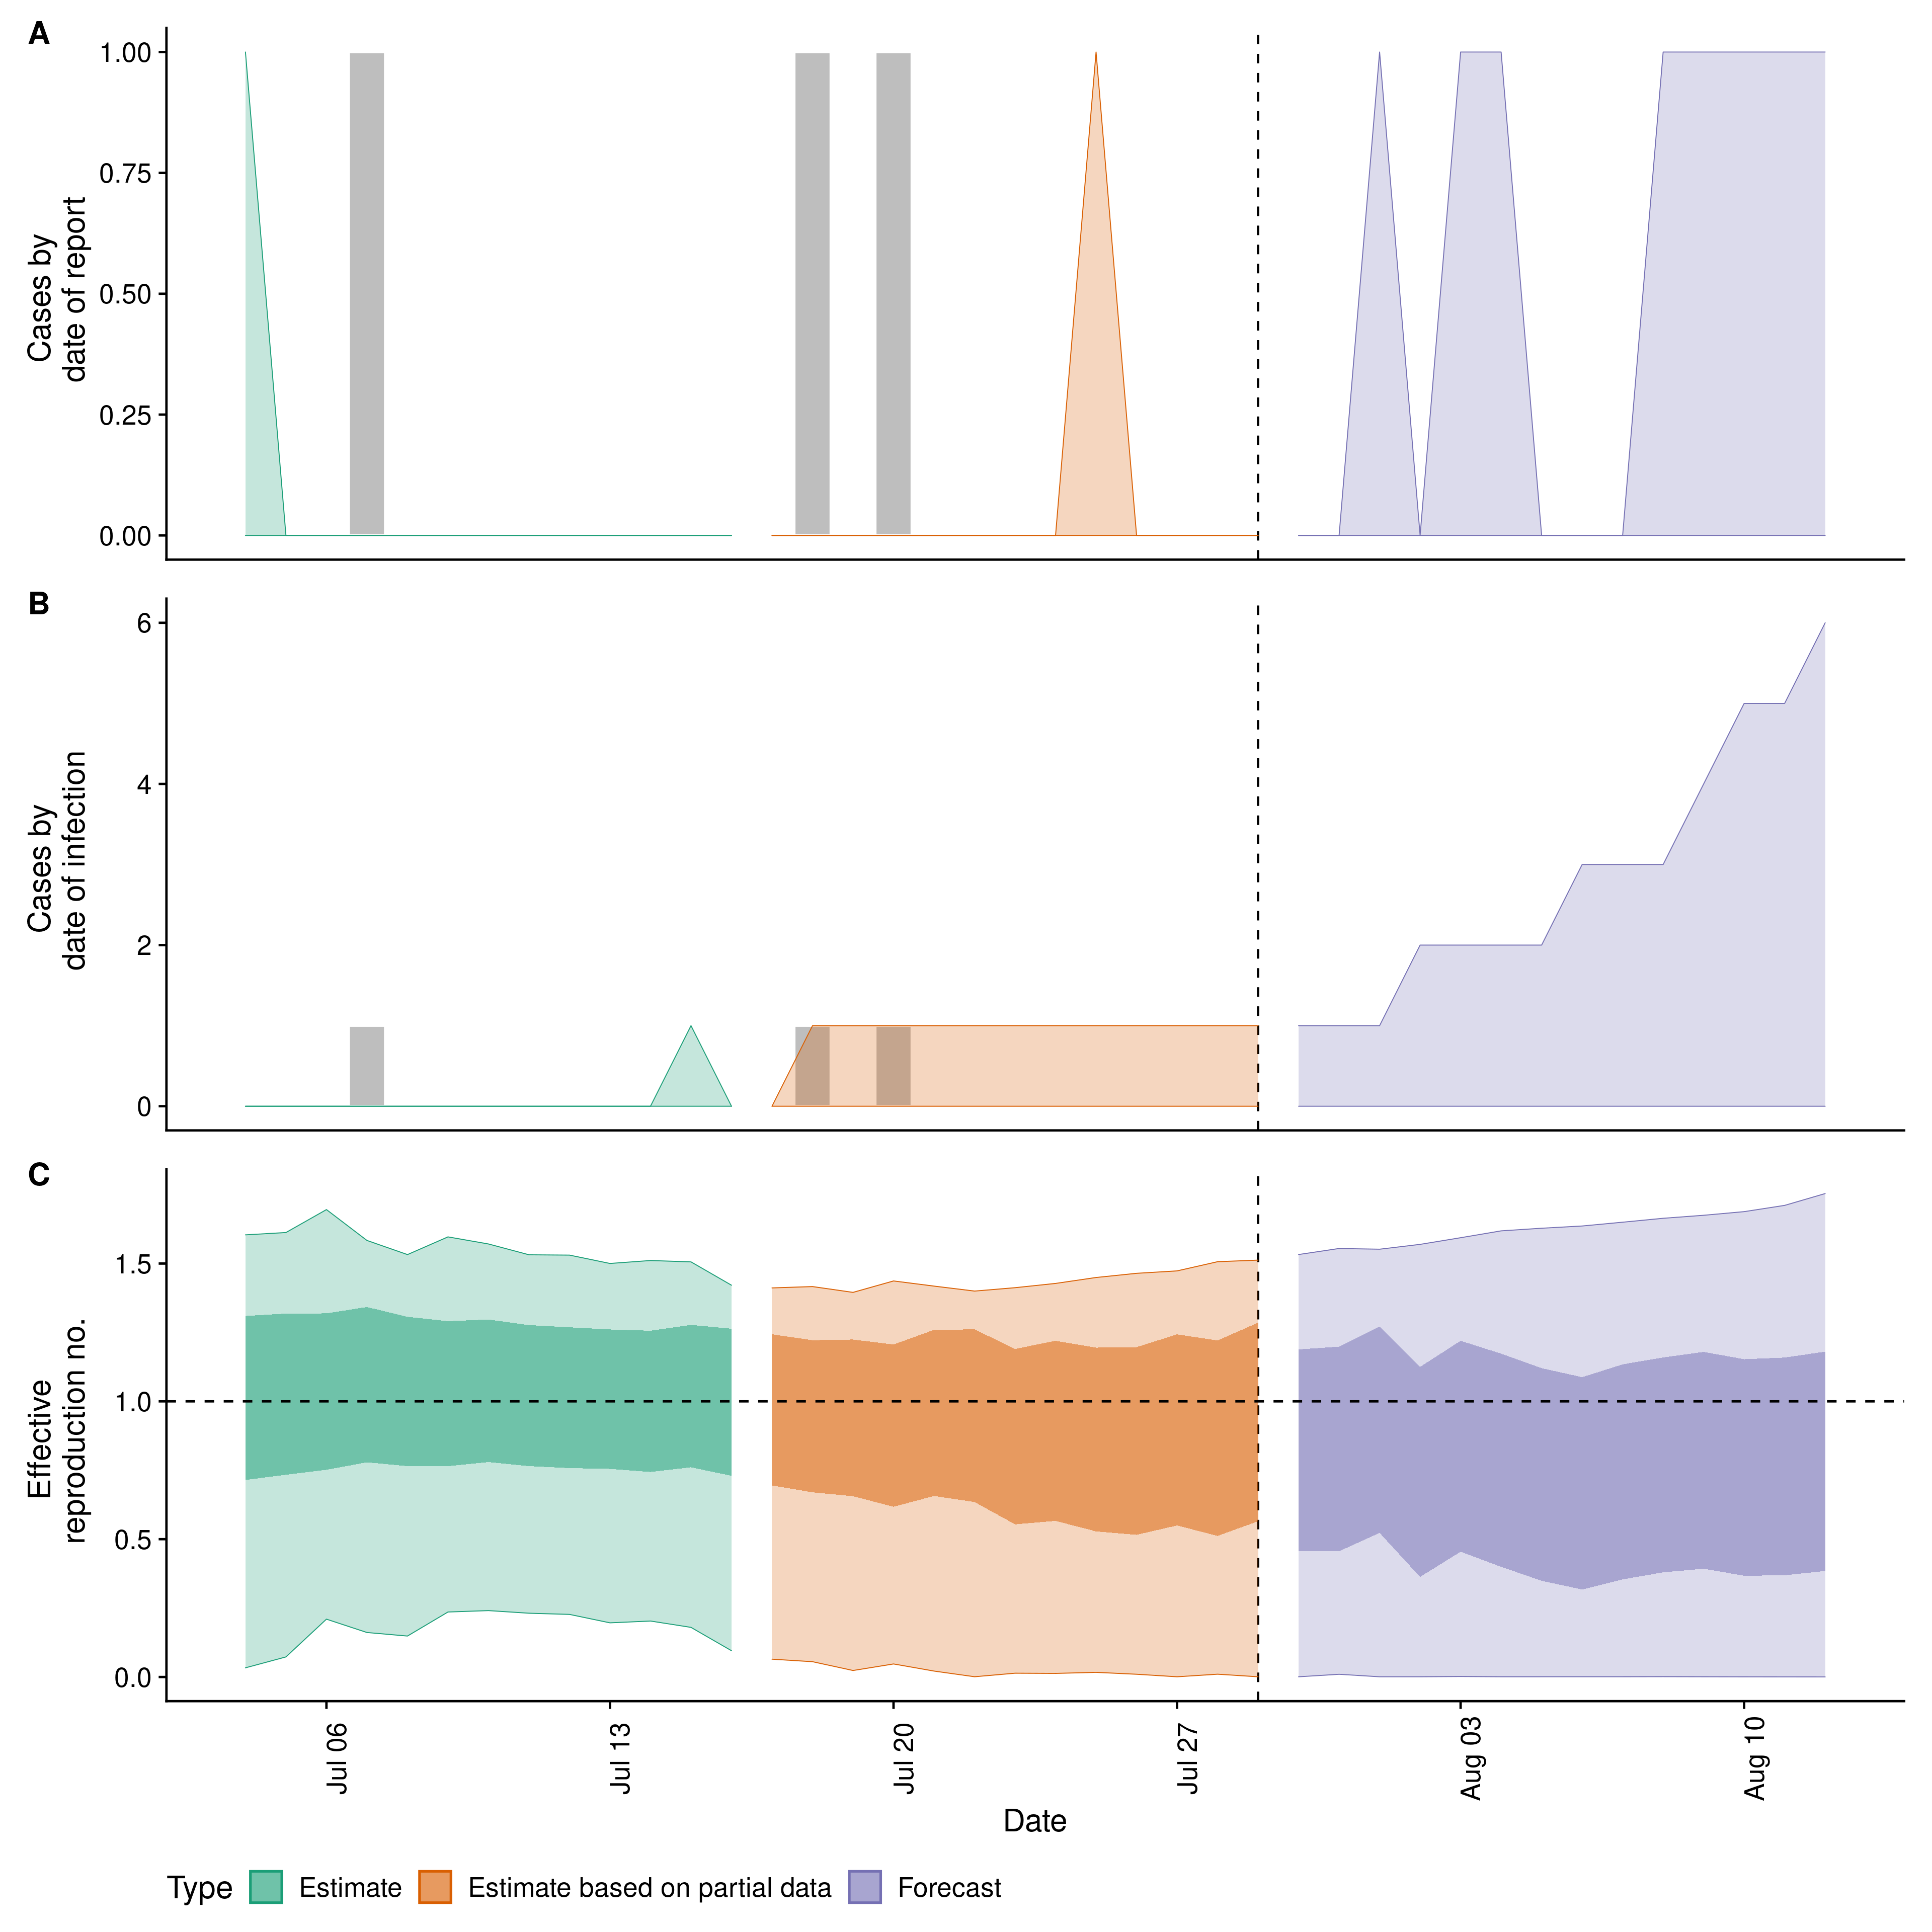 A
1.00
0.75
0.50
0.25
0.00
Cases by
date of report
B
6
4
2
0
Cases by
date of infection
C
1.5
1.0
0.5
0.0
Effective
reproduction no.
Jul 06
Jul 13
Jul 20
Jul 27
Aug 03
Aug 10
Date
Type Estimate Estimate based on partial data Forecast